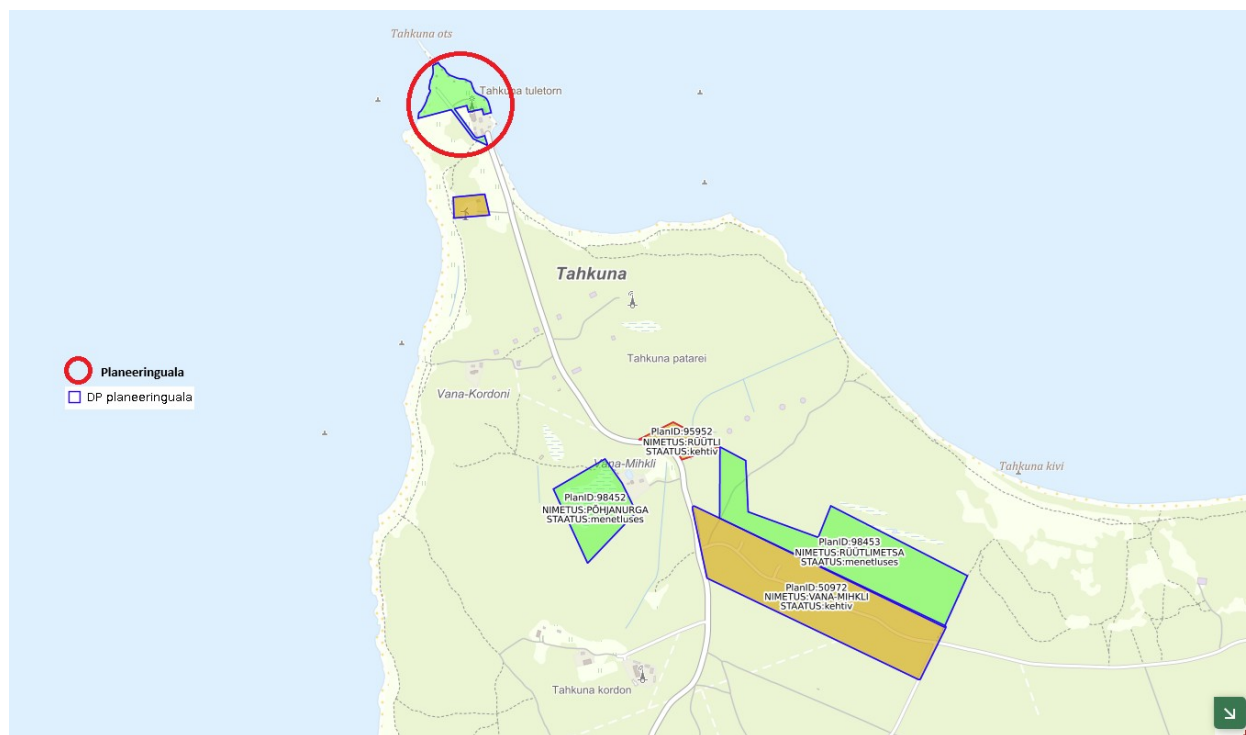 Tahkuna ots
Tahkuna tuletorn
Tahkuna
Tahkuna patarei
Planeeringuala
DP planeeringuala
Vana-Kordoni
PlanID:95952
NIMETUS:RÜÜTLI
STAATUS:kehtiv
Vana-Mihkli
Tahkuna kivi
PlanID:98452
NIMETUS:PÕHJANURGA
STAATUS:menetluses
PlanID:98453
NIMETUS:RÜÜTLIMETSA
STAATUS:menetluses
PlanID:50972
NIMETUS:VANA-MIHKLI
STAATUS:kehtiv
Tahkuna kordon